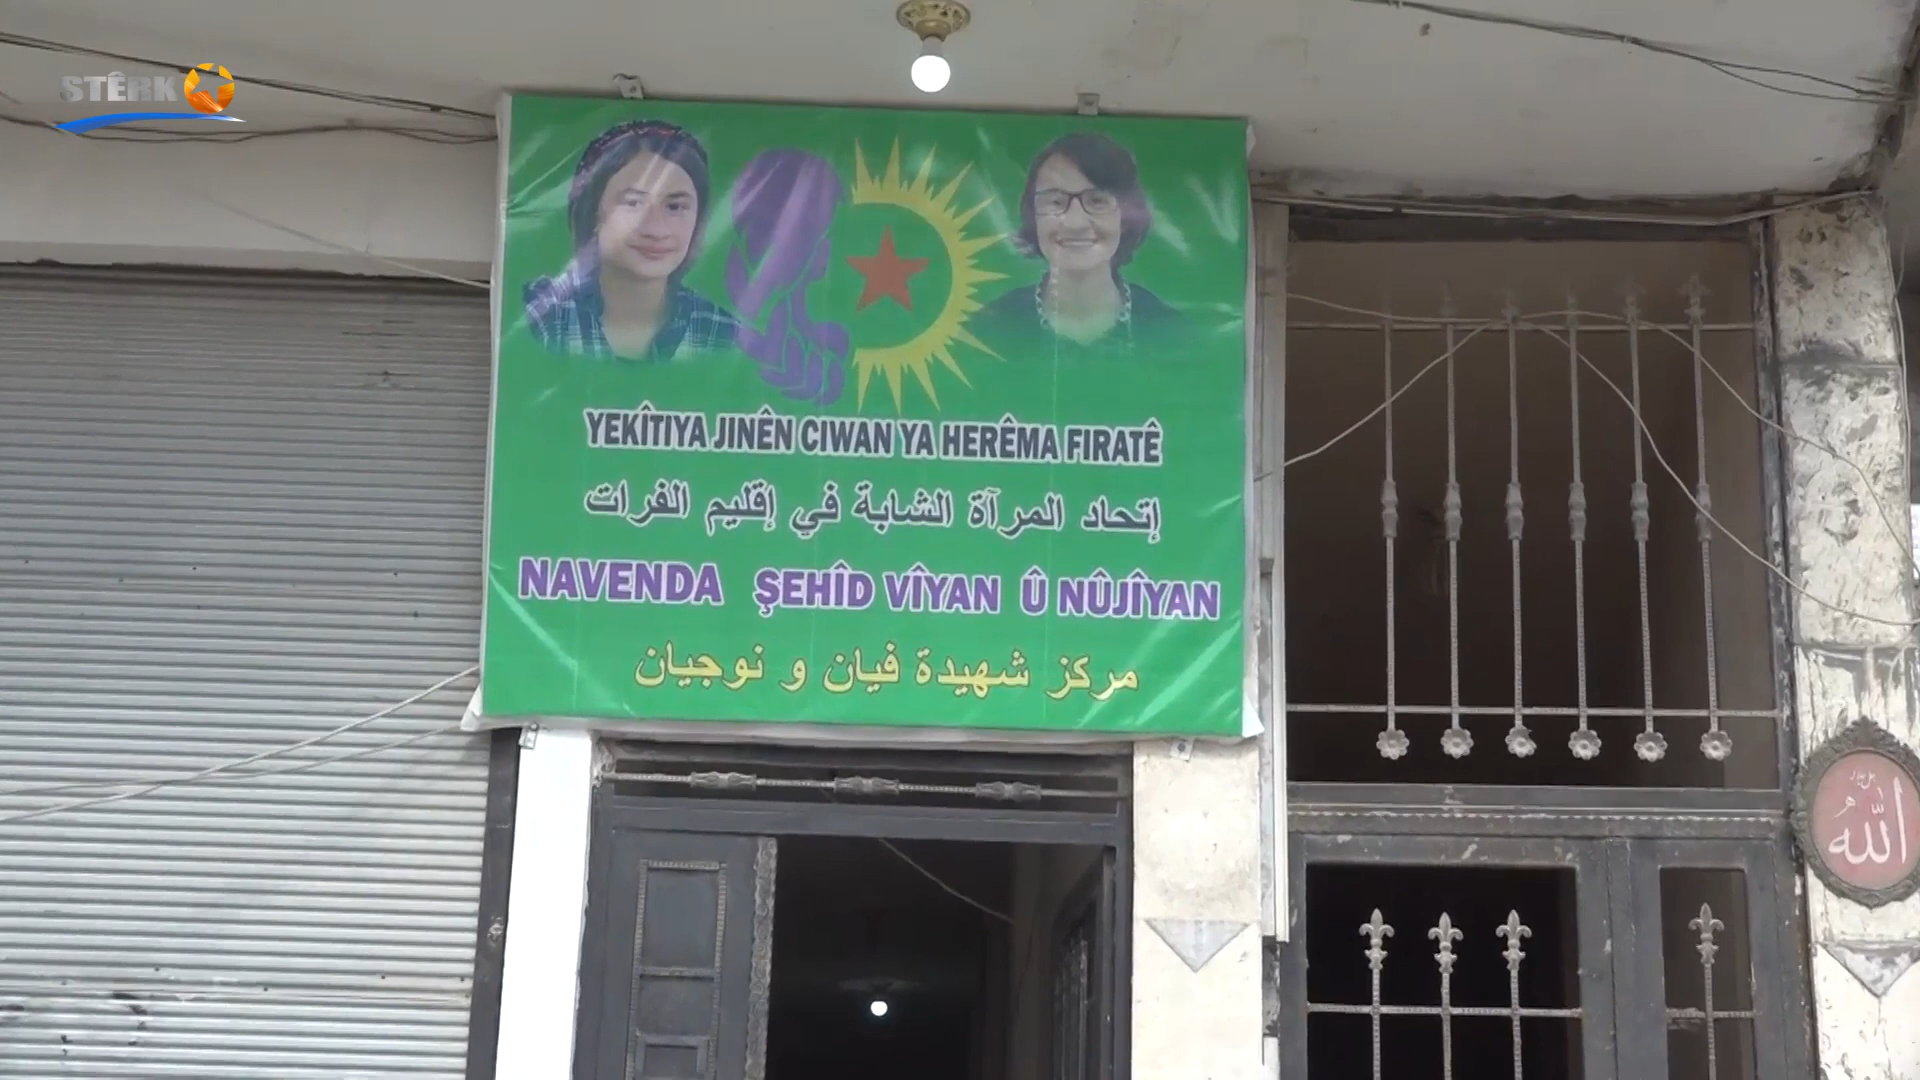 STÊRK
YEKÎTIYA JINÊN CIWAN YA HERÊMA FIRATÊ
إتحاد المرآة الشابة في إقليم الفرات
NAVENDA ŞEHÎD VÎYAN Û NÛJÎYAN
مركز شهيدة فيان و نوجيان
الله